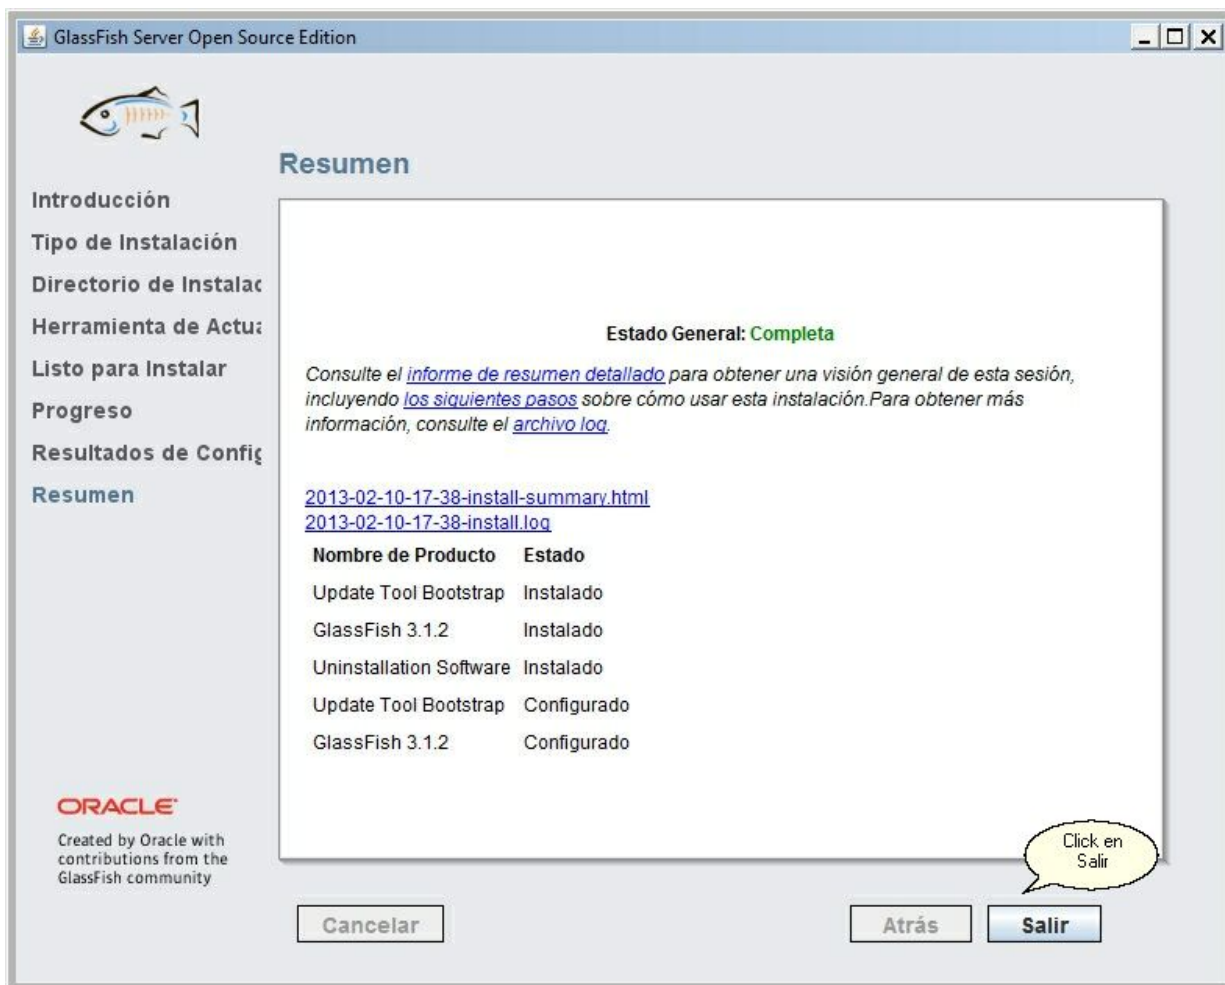 GlassFish Server Open Source Edition
Resumen
Introducción
Tipo de Instalación
Directorio de Instalac
Herramienta de Actua
Listo para Instalar
Progreso
Resultados de Config
Resumen
Estado General: Completa
Consulte el informe de resumen detallado para obtener una visión general de esta sesión,
incluyendo los siguientes pasos sobre cómo usar esta instalación.Para obtener más
información, consulte el archivo log.
2013-02-10-17-38-install-summary.html
2013-02-10-17-38-install.log
Nombre de Producto Estado
Update Tool Bootstrap Instalado
GlassFish 3.1.2 Instalado
Uninstallation Software Instalado
Update Tool Bootstrap Configurado
GlassFish 3.1.2 Configurado
ORACLE
Created by Oracle with
contributions from the
GlassFish community
Click en
Salir
Cancelar
Atrás
Salir